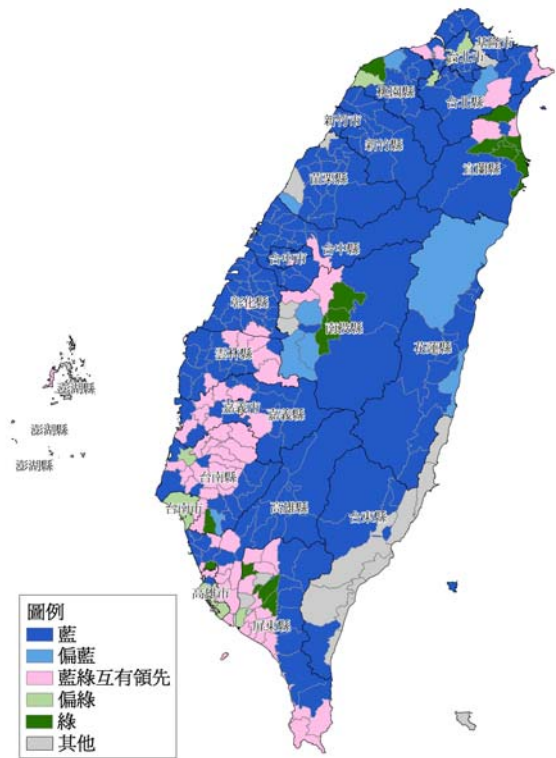 基隆市
台北市
桃園縣
台北縣
新竹市
新竹縣
宜蘭縣
苗栗縣
台中縣
台中市
彰化縣
南投縣
花蓮縣
雲林縣
澎湖縣
嘉義市
嘉義縣
澎湖縣
澎湖縣
台南縣
台南市
高雄縣
台東縣
高雄市
屏東縣
圖例
藍
偏藍
藍綠互有領先
偏綠
綠
其他